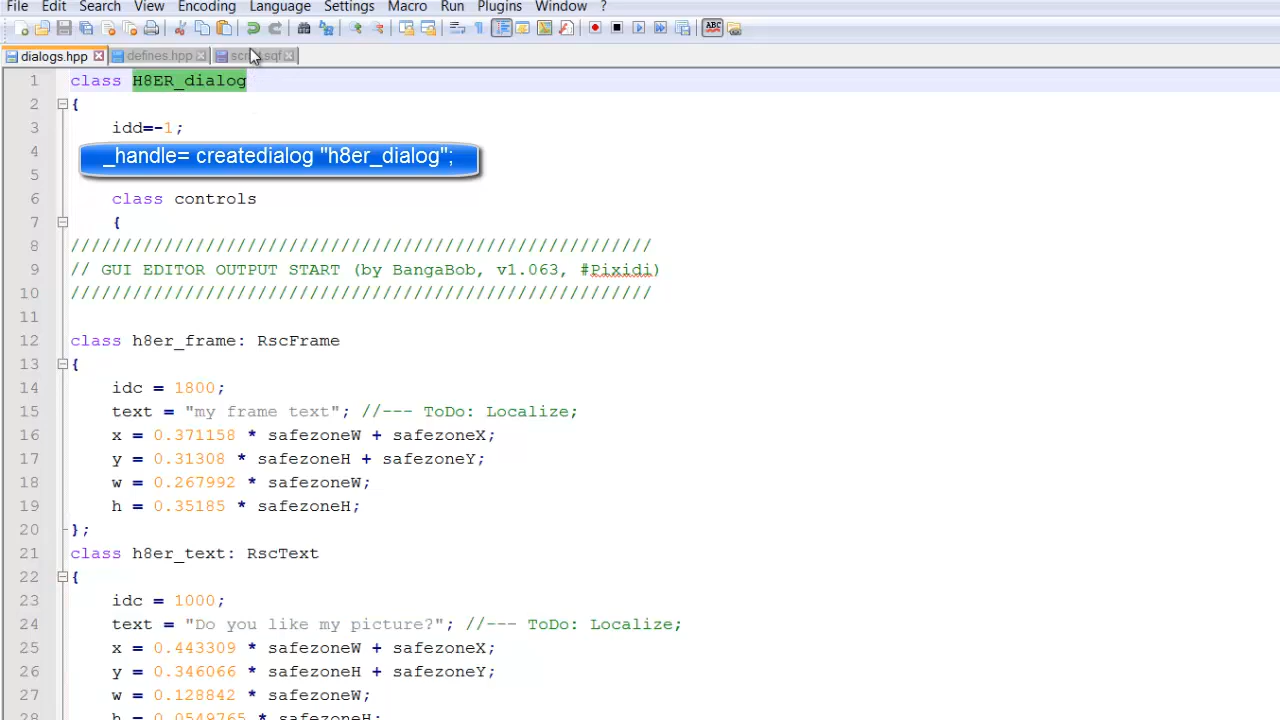 File Edit Search View Encoding Language Settings Macro Run Plugins Window ?
ABC
dialogs.hpp defines.hpp
1 class H8ER_dialog
2 {
3 idd=-1;
4 _handle= createdialog "h8er_dialog";
5
6 class controls
7 {
8 ////////////////////////////////////////////////////////
9 // GUI EDITOR OUTPUT START (by BangaBob, v1.063, #Pixidi)
10 ////////////////////////////////////////////////////////
11
12 class h8er_frame: RscFrame
13 {
14 idc = 1800;
15 text = "my frame text"; //--- ToDo: Localize;
16 x = 0.371158 * safezoneW + safezoneX;
17 y = 0.31308 * safezoneH + safezoneY;
18 w = 0.267992 * safezoneW;
19 h = 0.35185 * safezoneH;
20 };
21 class h8er_text: RscText
22 {
23 idc = 1000;
24 text = "Do you like my picture?"; //--- ToDo: Localize;
25 x = 0.443309 * safezoneW + safezoneX;
26 y = 0.346066 * safezoneH + safezoneY;
27 w = 0.128842 * safezoneW;
28 h = 0.0549765 * safezoneH;